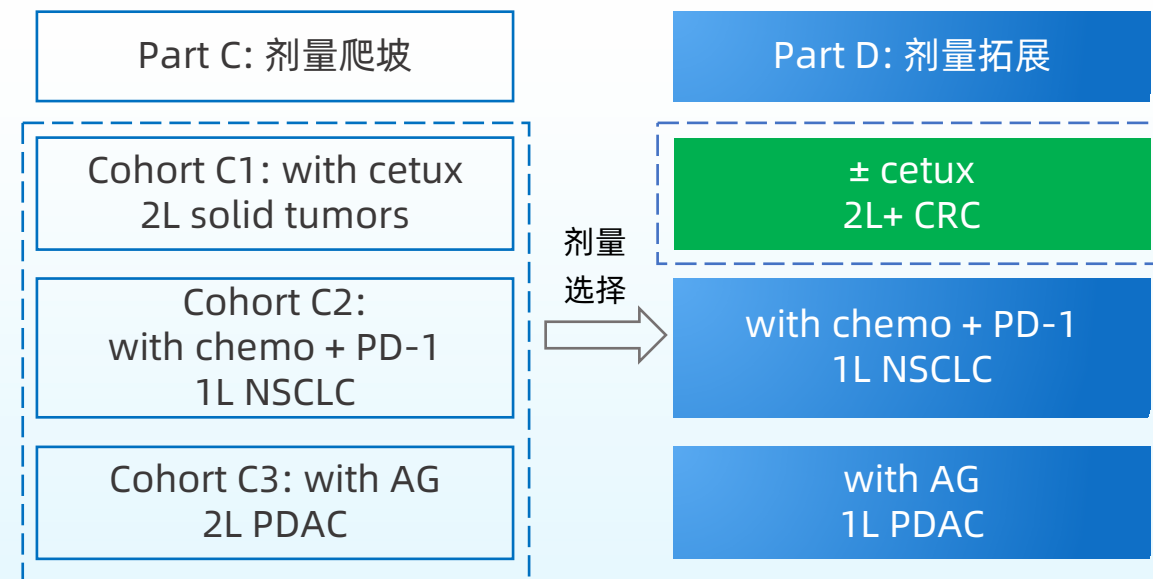 Part C: 剂量爬坡
Cohort C1: with cetux
2L solid tumors
Cohort C2:
with chemo + PD-1
1L NSCLC
Cohort C3: with AG
2L PDAC
剂量
选择
Part D: 剂量拓展
± cetux
2L+ CRC
with chemo + PD-1
1L NSCLC
with AG
1L PDAC